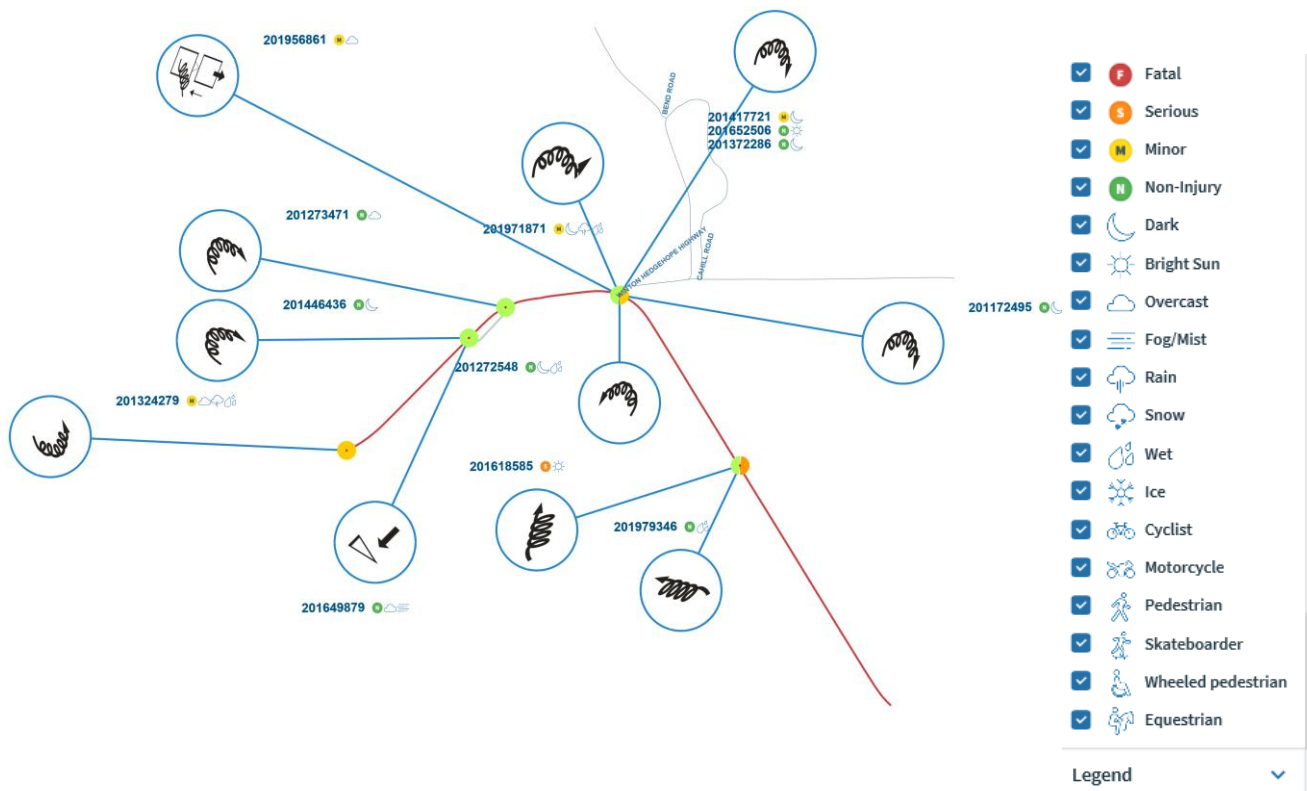 201956861 M
201417721 M
201652506 N
201372286 N
BEND ROAD
201273471 N
201971871 M
WINTON HEDGEHOPE HIGHWAY
CAHILL ROAD
201446436 N
201172495 N
201272548 N
201324279 M
201618585 S
201979346 N
201649879 N
F Fatal
S Serious
M Minor
N Non-Injury
Dark
Bright Sun
Overcast
Fog/Mist
Rain
Snow
Wet
Ice
Cyclist
Motorcycle
Pedestrian
Skateboarder
Wheeled pedestrian
Equestrian
Legend